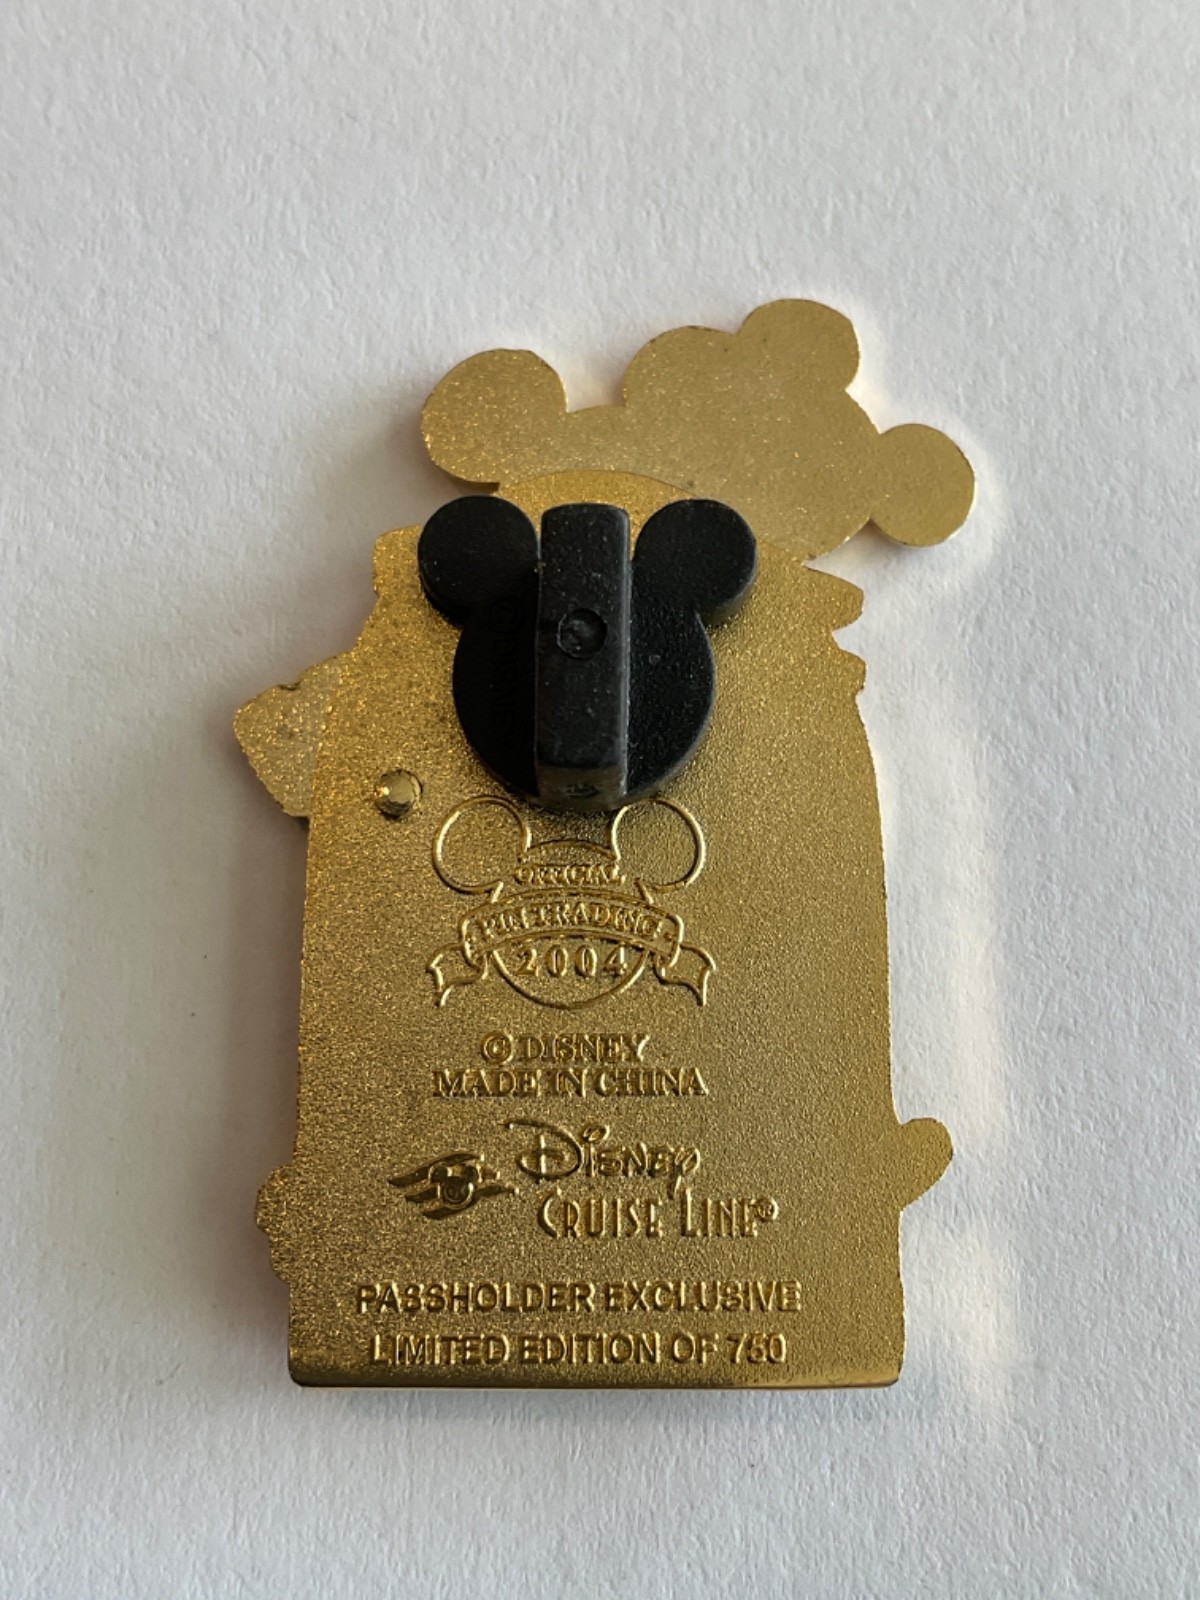 OFFICIAL
PIN TRADING
2004
© DISNEY
MADE IN CHINA
DISNEY
CRUISE LINE®
PASSHOLDER EXCLUSIVE
LIMITED EDITION OF 750